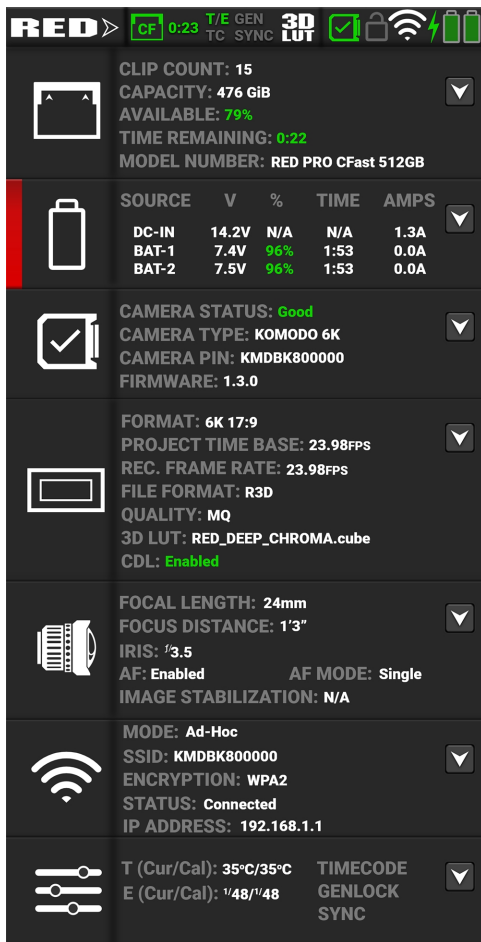 RED
CF 0:23 T/E GEN 3D
TC SYNC LUT
CLIP COUNT: 15
CAPACITY: 476 GiB
AVAILABLE: 79%
TIME REMAINING: 0:22
MODEL NUMBER: RED PRO CFast 512GB
SOURCE V % TIME AMPS
DC-IN 14.2V N/A N/A 1.3A
BAT-1 7.4V 96% 1:53 0.0A
BAT-2 7.5V 96% 1:53 0.0A
CAMERA STATUS: Good
CAMERA TYPE: KOMODO 6K
CAMERA PIN: KMDBK800000
FIRMWARE: 1.3.0
FORMAT: 6K 17:9
PROJECT TIME BASE: 23.98FPS
REC. FRAME RATE: 23.98FPS
FILE FORMAT: R3D
QUALITY: MQ
3D LUT: RED_DEEP_CHROMA.cube
CDL: Enabled
FOCAL LENGTH: 24mm
FOCUS DISTANCE: 1'3"
IRIS: f/3.5
AF: Enabled AF MODE: Single
IMAGE STABILIZATION: N/A
MODE: Ad-Hoc
SSID: KMDBK800000
ENCRYPTION: WPA2
STATUS: Connected
IP ADDRESS: 192.168.1.1
T (Cur/Cal): 35ºC/35ºC TIMECODE
E (Cur/Cal): 1/48/1/48 GENLOCK
SYNC